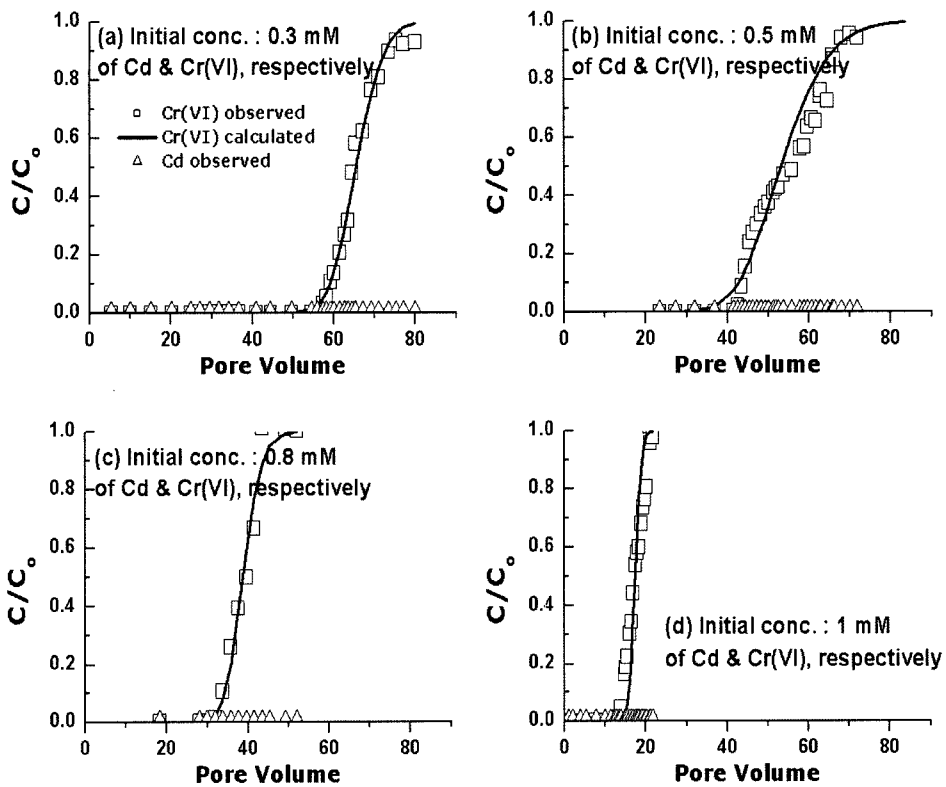 (a) Initial conc. : 0.3 mM
of Cd & Cr(VI), respectively
Cr(VI) observed
Cr(VI) calculated
Cd observed
C/Co
1.0
0.8
0.6
0.4
0.2
0.0
0 20 40 60 80
Pore Volume
(b) Initial conc. : 0.5 mM
of Cd & Cr(VI), respectively
C/Co
1.0
0.8
0.6
0.4
0.2
0.0
0 20 40 60 80
Pore Volume
(c) Initial conc. : 0.8 mM
of Cd & Cr(VI), respectively
C/Co
1.0
0.8
0.6
0.4
0.2
0.0
0 20 40 60 80
Pore Volume
(d) Initial conc. : 1 mM
of Cd & Cr(VI), respectively
C/Co
1.0
0.8
0.6
0.4
0.2
0.0
0 20 40 60 80
Pore Volume